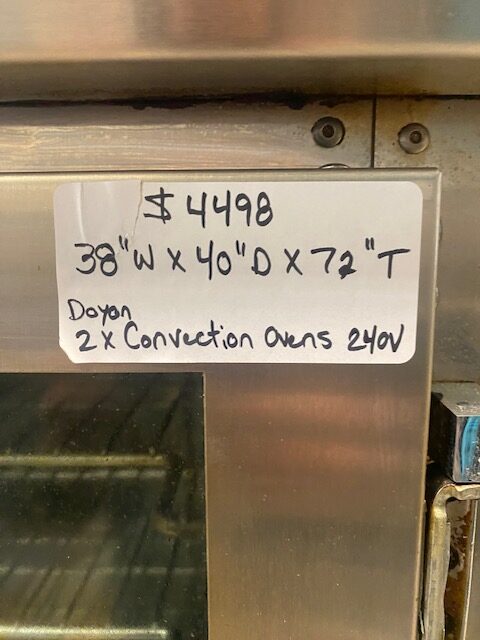 $4498
38"W x 40"D x 72"T
Doyon
2 x Convection Ovens 240V